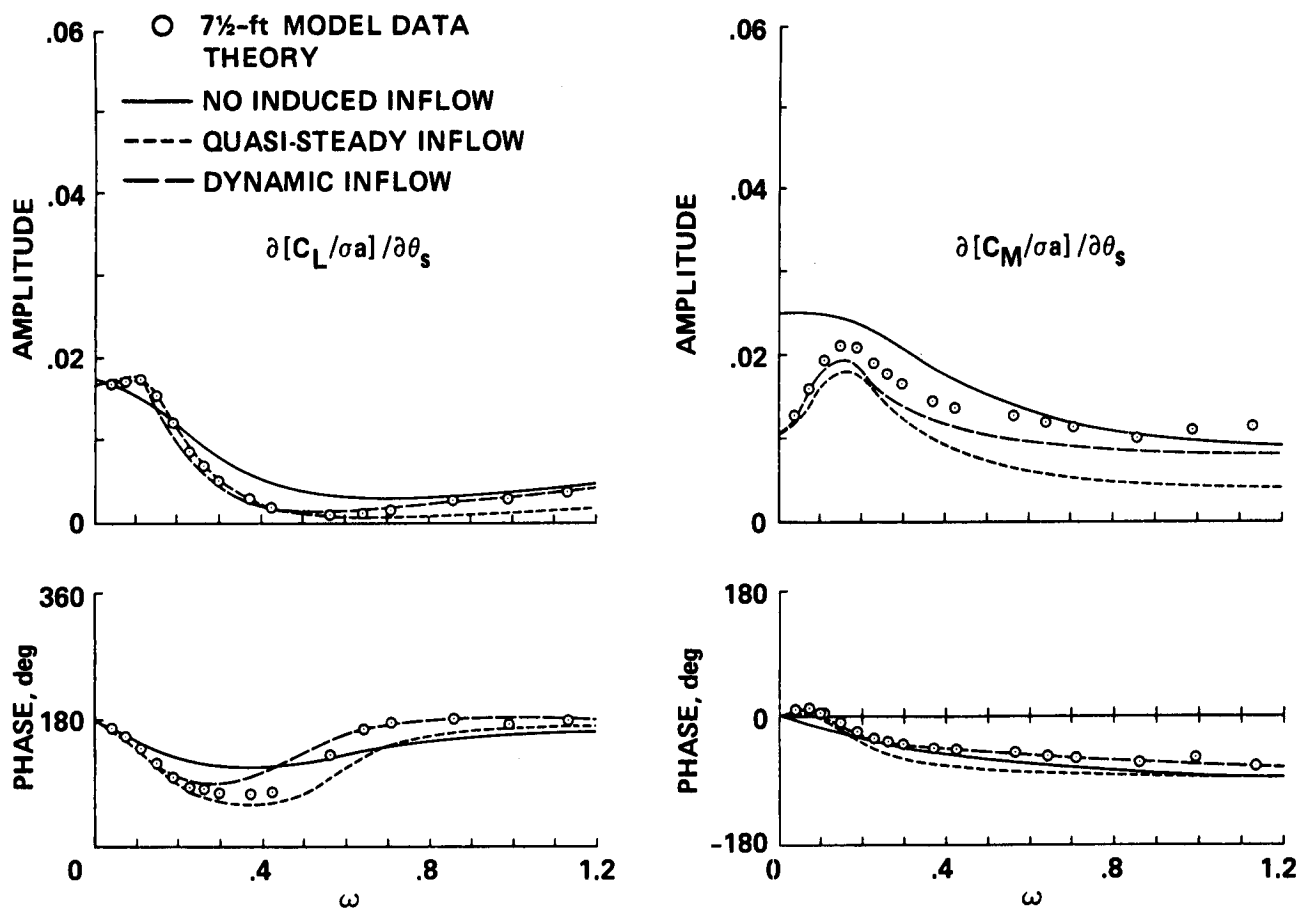 7½-ft MODEL DATA
THEORY
NO INDUCED INFLOW
QUASI-STEADY INFLOW
DYNAMIC INFLOW
∂[C_L/σa]/∂θ_s
AMPLITUDE
.06
.04
.02
0
∂[C_M/σa]/∂θ_s
AMPLITUDE
.06
.04
.02
0
PHASE, deg
360
180
0 .4 .8 1.2
ω
PHASE, deg
180
0
-180
0 .4 .8 1.2
ω